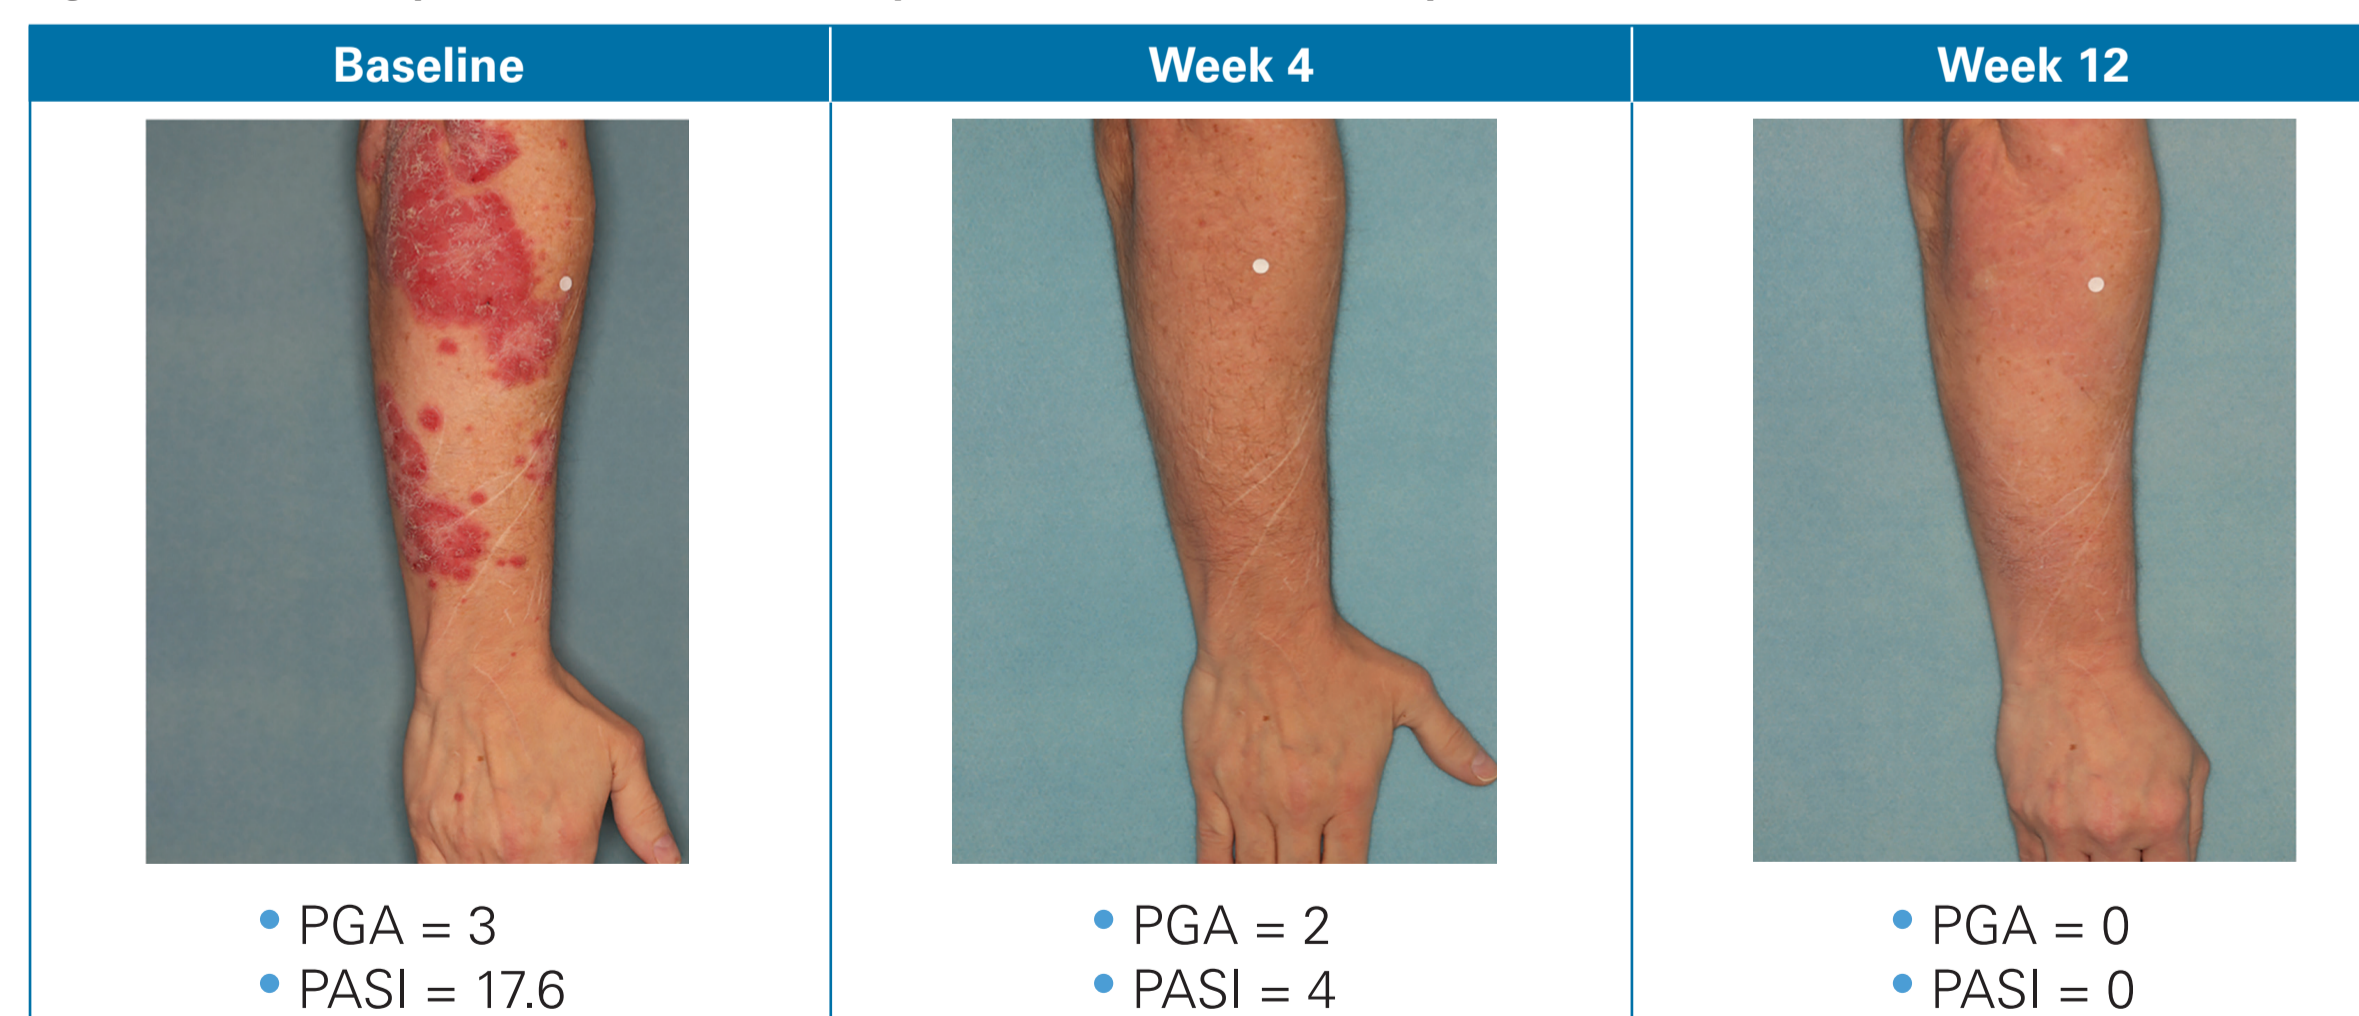 Baseline
Week 4
Week 12
• PGA = 3
• PASI = 17.6
• PGA = 2
• PASI = 4
• PGA = 0
• PASI = 0